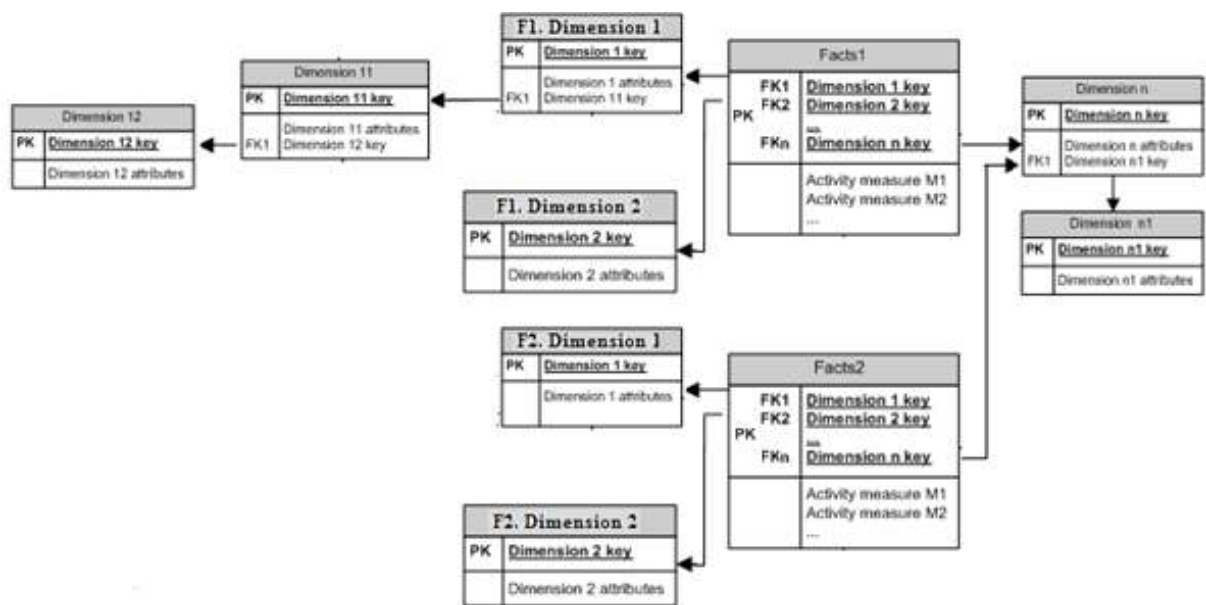 F1. Dimension 1
PK Dimension 1 key
Dimension 1 attributes
FK1 Dimension 11 key
Dimension 11
PK Dimension 11 key
Dimension 11 attributes
FK1 Dimension 12 key
Dimension 12
PK Dimension 12 key
Dimension 12 attributes
Facts1
FK1 Dimension 1 key
FK2 Dimension 2 key
PK ...
FKn Dimension n key
Activity measure M1
Activity measure M2
...
Dimension n
PK Dimension n key
Dimension n attributes
FK1 Dimension n1 key
Dimension n1
PK Dimension n1 key
Dimension n1 attributes
F1. Dimension 2
PK Dimension 2 key
Dimension 2 attributes
F2. Dimension 1
PK Dimension 1 key
Dimension 1 attributes
Facts2
FK1 Dimension 1 key
FK2 Dimension 2 key
PK ...
FKn Dimension n key
Activity measure M1
Activity measure M2
...
F2. Dimension 2
PK Dimension 2 key
Dimension 2 attributes